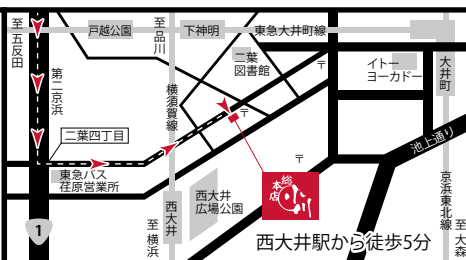 至五反田
戸越公園
至品川
下神明
東急大井町線
第二京浜
横須賀線
二葉
図書館
〒
イトー
ヨーカドー
大井町
〒
池上通り
二葉四丁目
〒
東急バス
荏原営業所
西大井
広場公園
総本店
京浜東北線
1
至横浜
西大井
西大井駅から徒歩5分
至大森